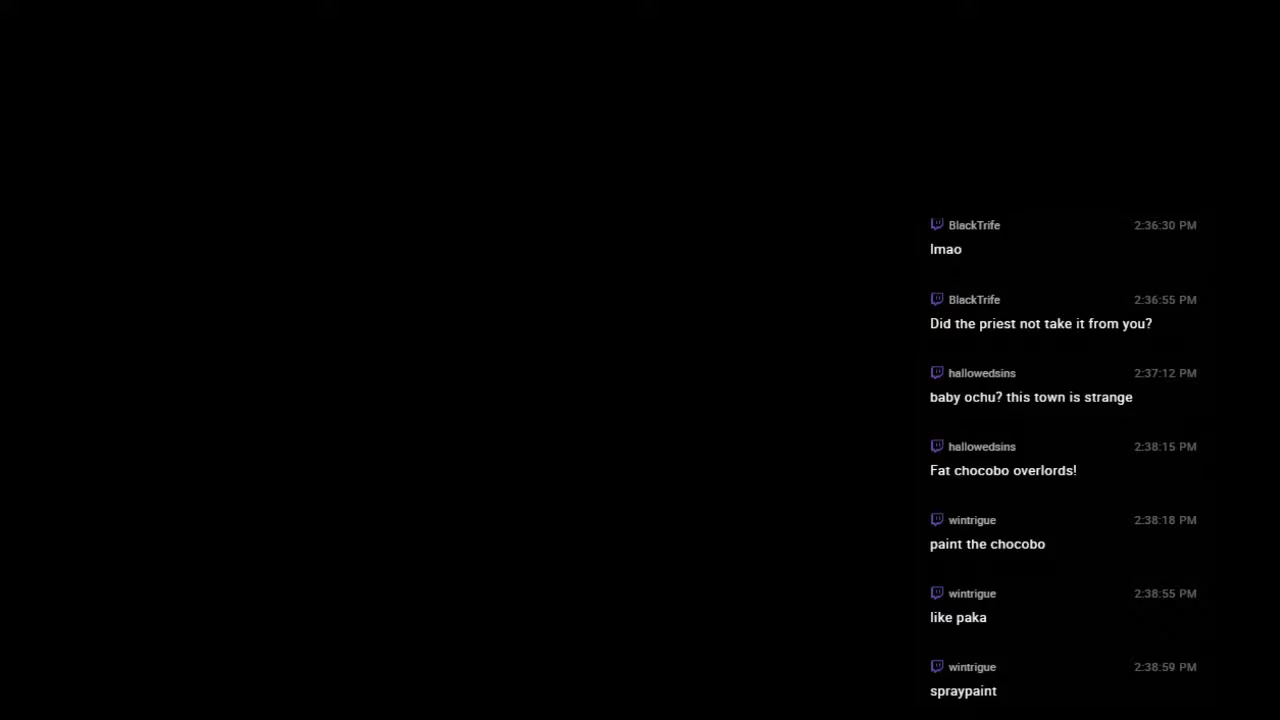 BlackTrife 2:36:30 PM
lmao
BlackTrife 2:36:55 PM
Did the priest not take it from you?
hallowedsins 2:37:12 PM
baby ochu? this town is strange
hallowedsins 2:38:15 PM
Fat chocobo overlords!
wintrigue 2:38:18 PM
paint the chocobo
wintrigue 2:38:55 PM
like paka
wintrigue 2:38:59 PM
spraypaint